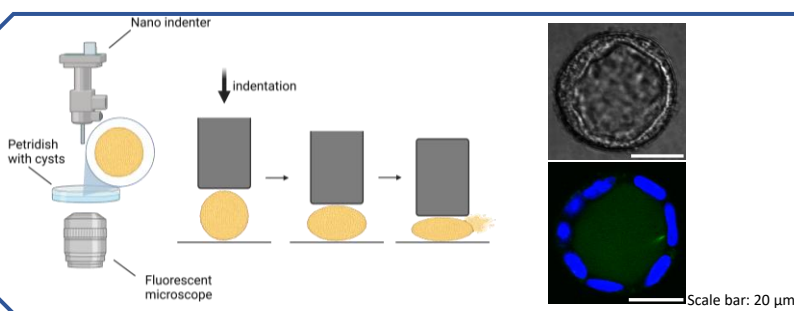 Nano indenter
indentation
Petridish
with cysts
Fluorescent
microscope
Scale bar: 20 µm